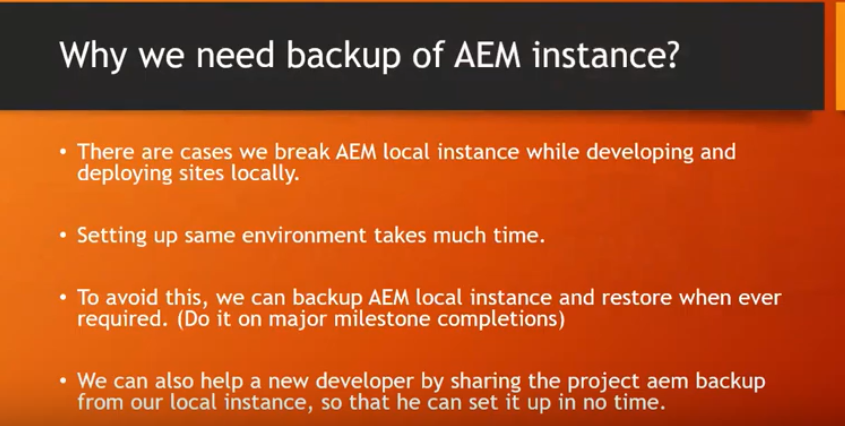 Why we need backup of AEM instance?
• There are cases we break AEM local instance while developing and
deploying sites locally.
• Setting up same environment takes much time.
• To avoid this, we can backup AEM local instance and restore when ever
required. (Do it on major milestone completions)
• We can also help a new developer by sharing the project aem backup
from our local instance, so that he can set it up in no time.